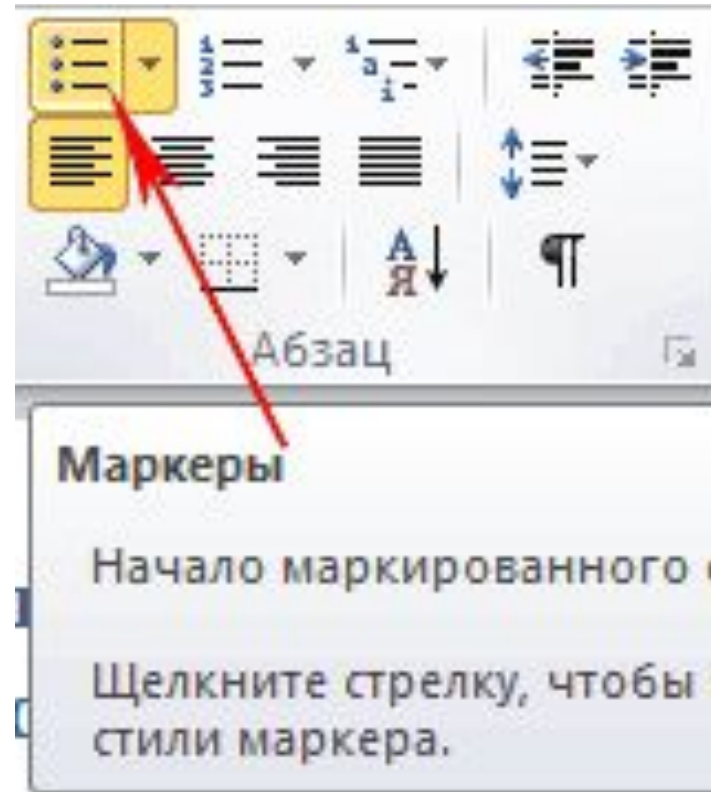 Абзац
Маркеры
Начало маркированного
Щелкните стрелку, чтобы
стили маркера.